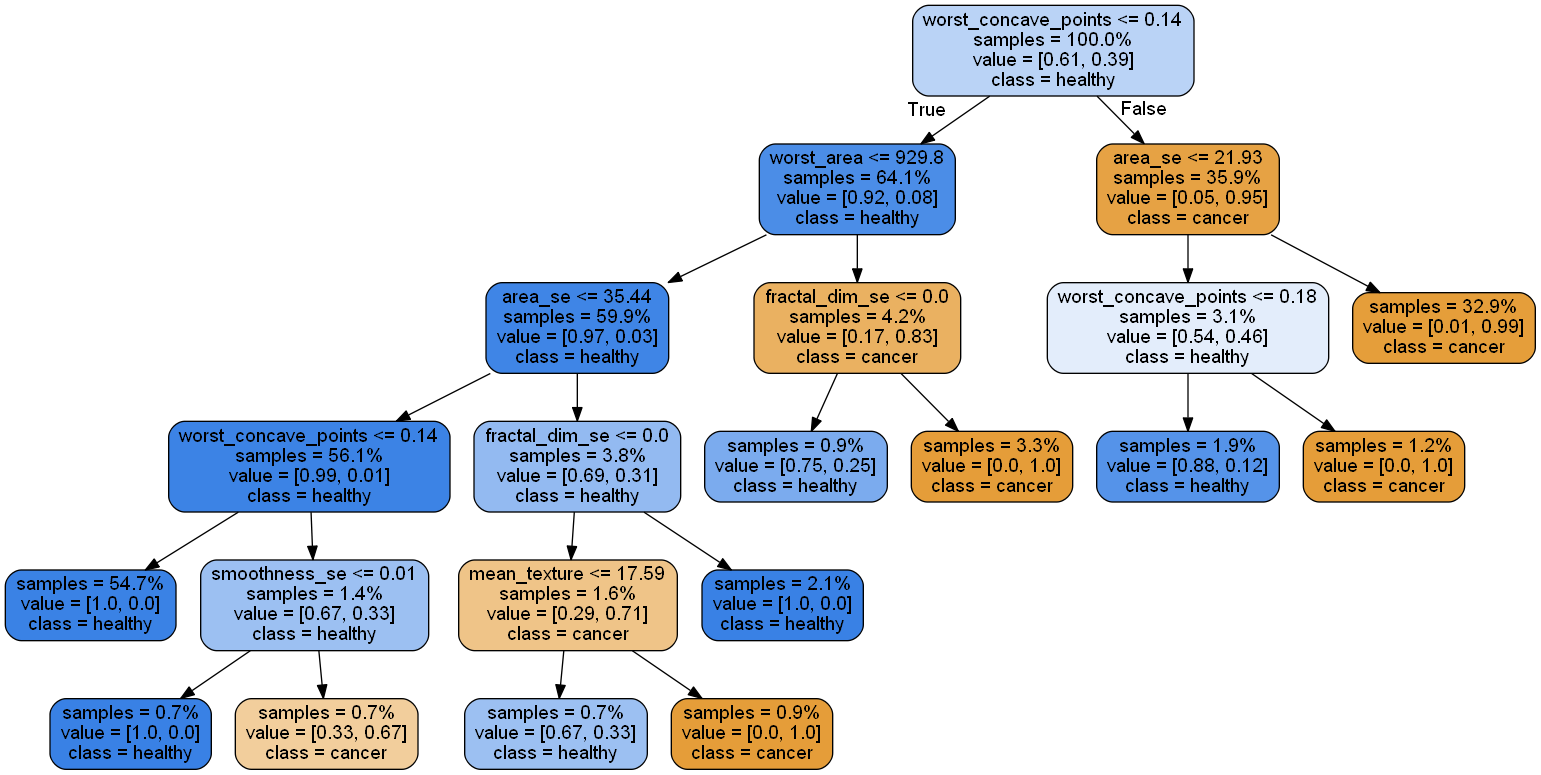 worst_concave_points <= 0.14
samples = 100.0%
value = [0.61, 0.39]
class = healthy
True
False
worst_area <= 929.8
samples = 64.1%
value = [0.92, 0.08]
class = healthy
area_se <= 21.93
samples = 35.9%
value = [0.05, 0.95]
class = cancer
area_se <= 35.44
samples = 59.9%
value = [0.97, 0.03]
class = healthy
fractal_dim_se <= 0.0
samples = 4.2%
value = [0.17, 0.83]
class = cancer
worst_concave_points <= 0.18
samples = 3.1%
value = [0.54, 0.46]
class = healthy
samples = 32.9%
value = [0.01, 0.99]
class = cancer
worst_concave_points <= 0.14
samples = 56.1%
value = [0.99, 0.01]
class = healthy
fractal_dim_se <= 0.0
samples = 3.8%
value = [0.69, 0.31]
class = healthy
samples = 0.9%
value = [0.75, 0.25]
class = healthy
samples = 3.3%
value = [0.0, 1.0]
class = cancer
samples = 1.9%
value = [0.88, 0.12]
class = healthy
samples = 1.2%
value = [0.0, 1.0]
class = cancer
samples = 54.7%
value = [1.0, 0.0]
class = healthy
smoothness_se <= 0.01
samples = 1.4%
value = [0.67, 0.33]
class = healthy
mean_texture <= 17.59
samples = 1.6%
value = [0.29, 0.71]
class = cancer
samples = 2.1%
value = [1.0, 0.0]
class = healthy
samples = 0.7%
value = [1.0, 0.0]
class = healthy
samples = 0.7%
value = [0.33, 0.67]
class = cancer
samples = 0.7%
value = [0.67, 0.33]
class = healthy
samples = 0.9%
value = [0.0, 1.0]
class = cancer